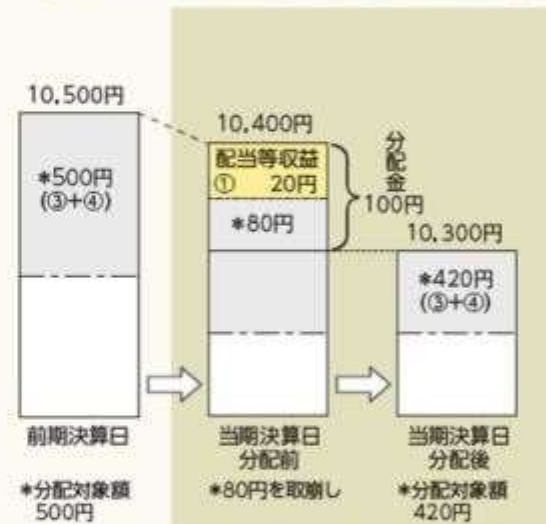 10,500円
*500円
(③+④)
前期決算日
*分配対象額
500円
10,400円
配当等収益
① 20円
*80円
分配金
100円
当期決算日
分配前
*80円を取崩し
10,300円
*420円
(③+④)
当期決算日
分配後
*分配対象額
420円